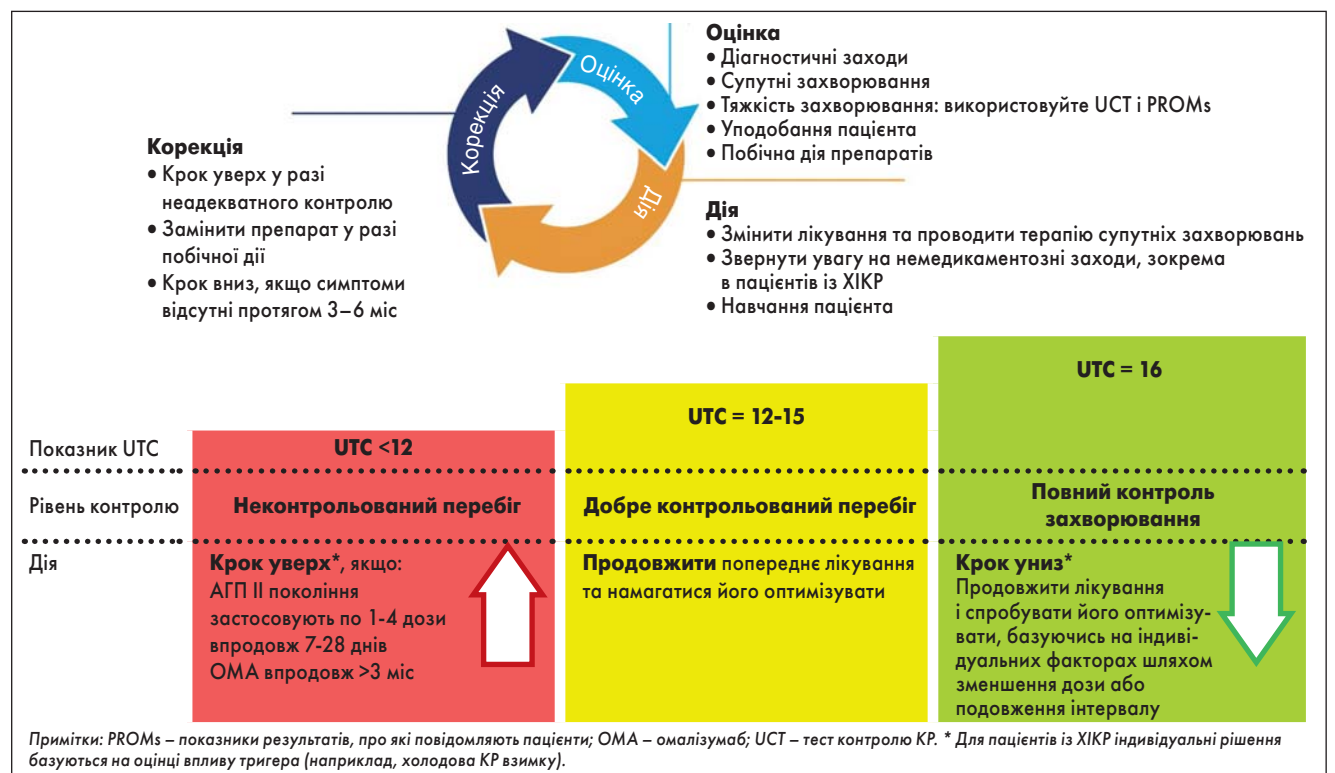 Оцінка
• Діагностичні заходи
• Супутні захворювання
• Тяжкість захворювання: використовуйте UCT і PROMs
• Уподобання пацієнта
• Побічна дія препаратів
Оцінка
Корекція
Дія
Корекція
• Крок уверх у разі
неадекватного контролю
• Замінити препарат у разі
побічної дії
• Крок вниз, якщо симптоми
відсутні протягом 3–6 міс
Дія
• Змінити лікування та проводити терапію супутніх захворювань
• Звернути увагу на немедикаментозні заходи, зокрема
в пацієнтів із ХІКР
• Навчання пацієнта
Показник UTC
UTC <12
UTC = 12-15
UTC = 16
Рівень контролю
Неконтрольований перебіг
Добре контрольований перебіг
Повний контроль
захворювання
Дія
Крок уверх*, якщо:
АГП II покоління
застосовують по 1-4 дози
впродовж 7-28 днів
ОМА впродовж >3 міс
Продовжити попереднє лікування
та намагатися його оптимізувати
Крок униз*
Продовжити лікування
і спробувати його оптимізу-
вати, базуючись на індиві-
дуальних факторах шляхом
зменшення дози або
подовження інтервалу
Примітки: PROMs – показники результатів, про які повідомляють пацієнти; ОМА – омалізумаб; UCT – тест контролю КР. * Для пацієнтів із ХІКР індивідуальні рішення
базуються на оцінці впливу тригера (наприклад, холодова КР взимку).